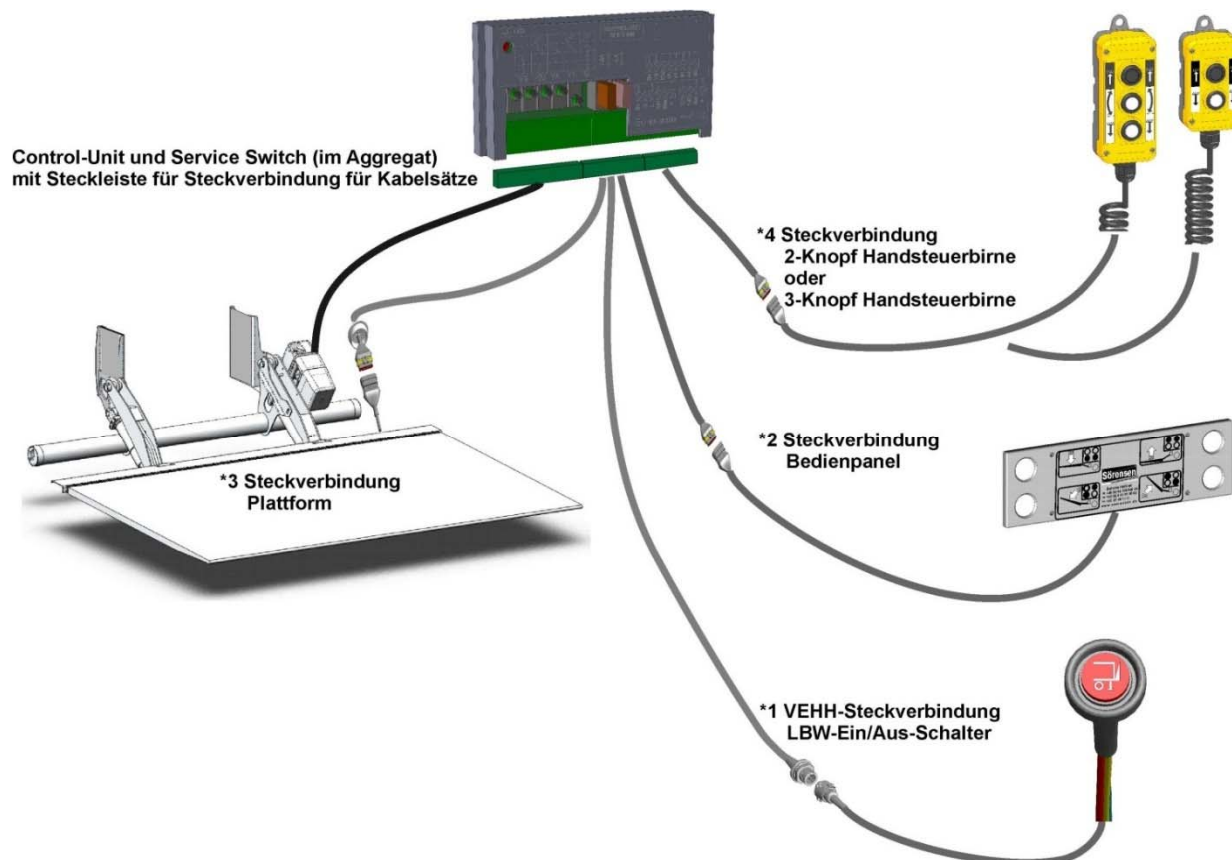 Control-Unit und Service Switch (im Aggregat)
mit Steckleiste für Steckverbindung für Kabelsätze
*4 Steckverbindung
2-Knopf Handsteuerbirne
oder
3-Knopf Handsteuerbirne
*3 Steckverbindung
Plattform
*2 Steckverbindung
Bedienpanel
Sörensen
*1 VEHH-Steckverbindung
LBW-Ein/Aus-Schalter